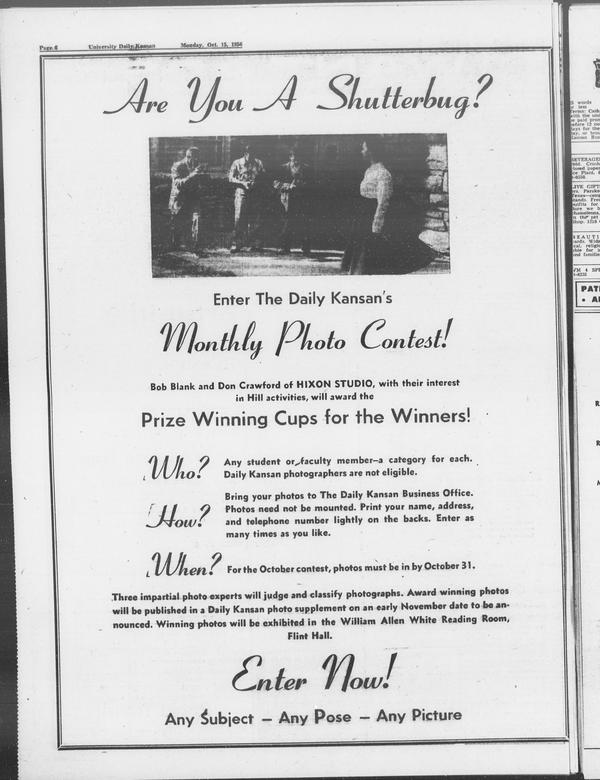 Page 6 University Daily Kansan Monday, Oct. 15, 1956
Are You A Shutterbug?
Enter The Daily Kansan's
Monthly Photo Contest!
Bob Blank and Don Crawford of HIXON STUDIO, with their interest
in Hill activities, will award the
Prize Winning Cups for the Winners!
Who?
Any student or faculty member—a category for each.
Daily Kansan photographers are not eligible.
How?
Bring your photos to The Daily Kansan Business Office.
Photos need not be mounted. Print your name, address,
and telephone number lightly on the backs. Enter as
many times as you like.
When?
For the October contest, photos must be in by October 31.
Three impartial photo experts will judge and classify photographs. Award winning photos
will be published in a Daily Kansan photo supplement on an early November date to be an-
nounced. Winning photos will be exhibited in the William Allen White Reading Room,
Flint Hall.
Enter Now!
Any Subject — Any Pose — Any Picture
words